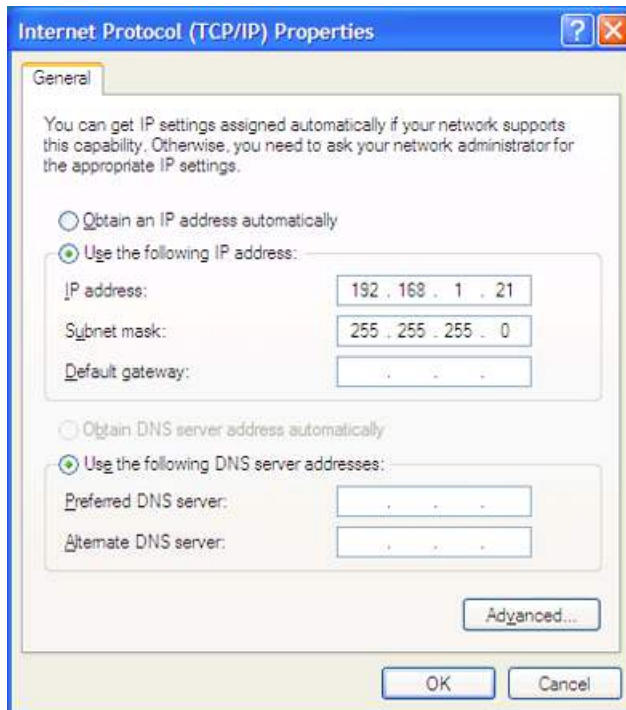 Internet Protocol (TCP/IP) Properties
General
You can get IP settings assigned automatically if your network supports
this capability. Otherwise, you need to ask your network administrator for
the appropriate IP settings.
Obtain an IP address automatically
Use the following IP address:
IP address: 192 . 168 . 1 . 21
Subnet mask: 255 . 255 . 255 . 0
Default gateway: . . .
Obtain DNS server address automatically
Use the following DNS server addresses:
Preferred DNS server: . . .
Alternate DNS server: . . .
Advanced...
OK Cancel